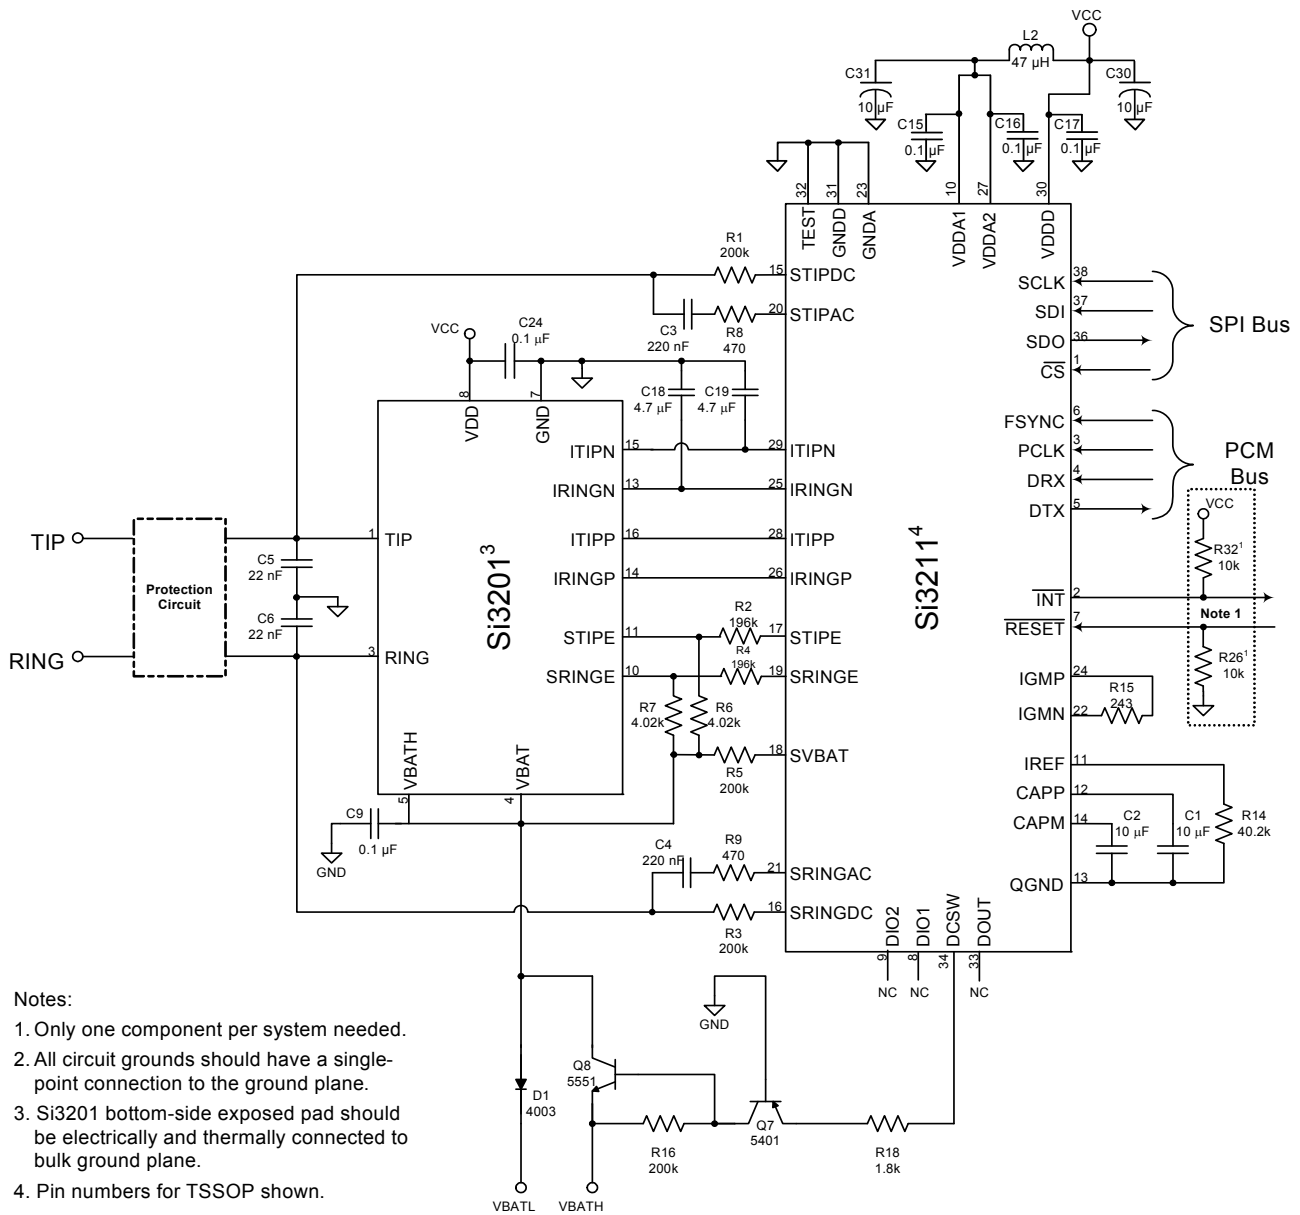 VCC
L2
47 µH
C31
10 µF
C30
10 µF
C15
0.1 µF
C16
0.1 µF
C17
0.1 µF
32
31
23
10
27
30
TEST
GNDD
GNDA
VDDA1
VDDA2
VDDD
R1
200k
15
STIPDC
C3
220 nF
R8
470
20
STIPAC
38
SCLK
37
SDI
36
SDO
1
CS
SPI Bus
VCC
C24
0.1 µF
8
VDD
7
GND
C18
4.7 µF
C19
4.7 µF
6
FSYNC
3
PCLK
4
DRX
5
DTX
PCM
Bus
ITIPN
15
29
ITIPN
IRINGN
13
25
IRINGN
ITIPP
16
28
ITIPP
IRINGP
14
26
IRINGP
STIPE
11
R2
196k
17
STIPE
SRINGE
10
R4
196k
19
SRINGE
R7
4.02k
R6
4.02k
R5
200k
18
SVBAT
TIP
RING
Protection
Circuit
C5
22 nF
C6
22 nF
1
TIP
3
RING
Si3201³
Si3211⁴
VBATH
5
VBAT
4
VCC
R32¹
10k
INT
2
Note 1
RESET
7
R26¹
10k
IGMP
24
R15
243
IGMN
22
IREF
11
CAPP
12
CAPM
14
C2
10 µF
C1
10 µF
R14
40.2k
QGND
13
C9
0.1 µF
GND
C4
220 nF
R9
470
21
SRINGAC
R3
200k
16
SRINGDC
DIO2
DIO1
DCSW
DOUT
9
8
34
33
NC
NC
NC
GND
Q8
5551
D1
4003
R16
200k
Q7
5401
R18
1.8k
VBATL
VBATH
Notes:
1. Only one component per system needed.
2. All circuit grounds should have a single-
point connection to the ground plane.
3. Si3201 bottom-side exposed pad should
be electrically and thermally connected to
bulk ground plane.
4. Pin numbers for TSSOP shown.